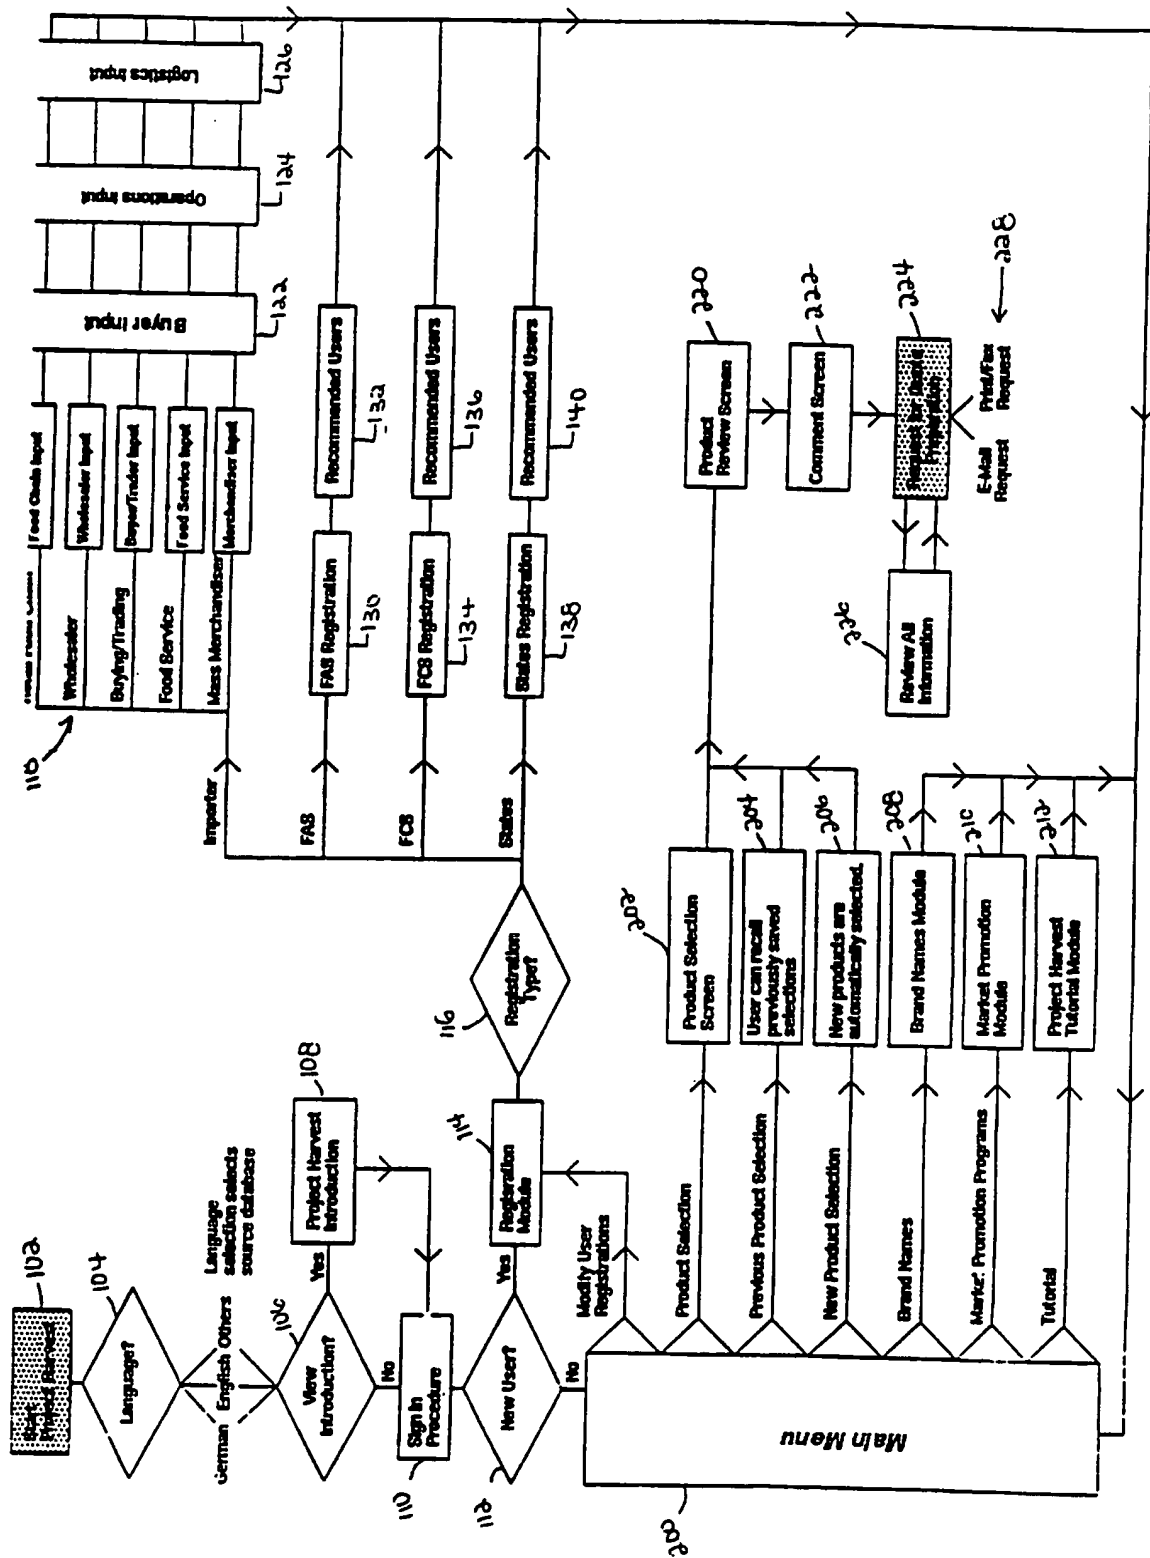 Start
Project Harvest
102
Language?
104
German
English
Others
Language
selection selects
source database
View
Introduction?
106
Yes
No
Project Harvest
Introduction
108
Sign In
Procedure
110
New User?
112
Yes
No
Registration
Module
114
Registration
Type?
116
Importer
FAS
FCS
States
110
Wholesaler
Buying/Trading
Food Service
Mass Merchandiser
Food Chain Input
Wholesaler Input
Buyer/Trader Input
Food Service Input
Merchandiser Input
Buyer Input
122
Operations Input
124
Logistics Input
126
FAS Registration
130
Recommended Users
132
FCS Registration
134
Recommended Users
136
States Registration
138
Recommended Users
140
Main Menu
200
Modify User
Registrations
Product Selection
Previous Product Selection
New Product Selection
Brand Names
Market Promotion Programs
Tutorial
Product Selection
Screen
202
User can recall
previously saved
selections
204
New products are
automatically selected.
206
Brand Names Module
208
Market Promotion
Module
210
Project Harvest
Tutorial Module
212
Product
Review Screen
220
Comment Screen
222
Request for Quote
Preparation
224
Review All
Information
226
E-Mail
Request
Print/Fax
Request
228